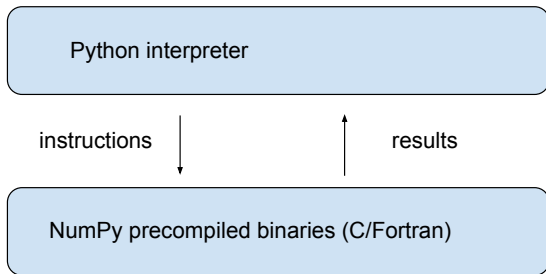 Python interpreter
instructions
results
NumPy precompiled binaries (C/Fortran)